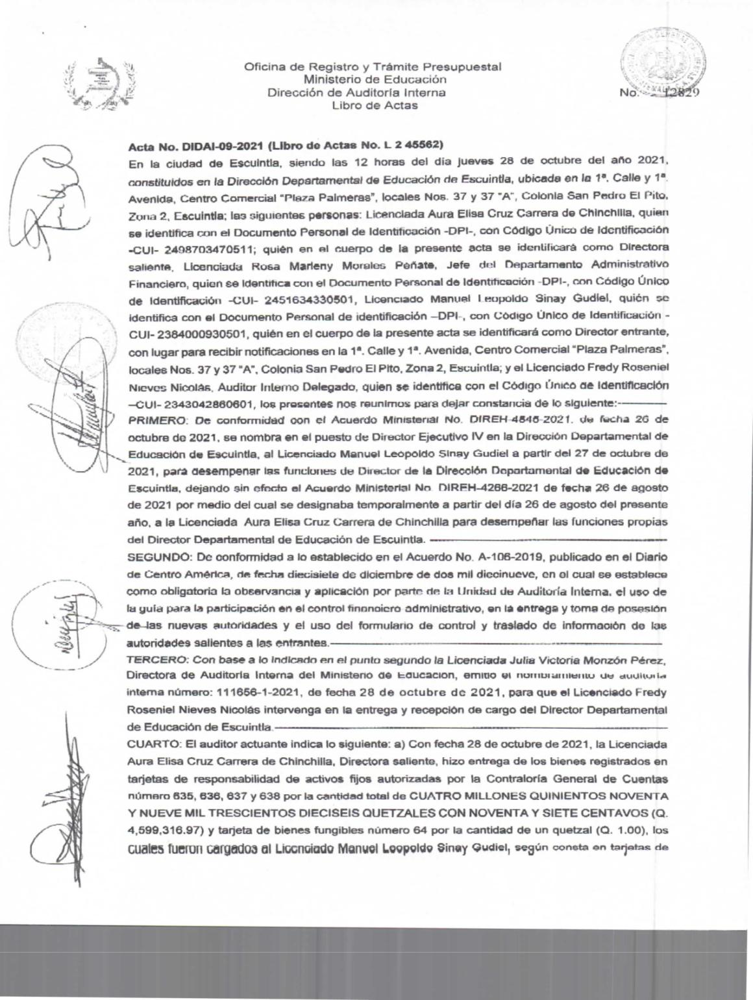 Oficina de Registro y Trámite Presupuestal
Ministerio de Educación
Dirección de Auditoría Interna
Libro de Actas
No. 12829
Acta No. DIDAI-09-2021 (Libro de Actas No. L 2 45562)
En la ciudad de Escuintla, siendo las 12 horas del día jueves 28 de octubre del año 2021,
constituidos en la Dirección Departamental de Educación de Escuintla, ubicada en la 1ª. Calle y 1ª.
Avenida, Centro Comercial "Plaza Palmeras", locales Nos. 37 y 37 "A", Colonia San Pedro El Pito,
Zona 2, Escuintla; las siguientes personas: Licenciada Aura Elisa Cruz Carrera de Chinchilla, quien
se identifica con el Documento Personal de Identificación -DPI-, con Código Único de Identificación
-CUI- 2498703470511; quién en el cuerpo de la presente acta se identificará como Directora
saliente, Licenciada Rosa Marleny Morales Peñate, Jefe del Departamento Administrativo
Financiero, quien se identifica con el Documento Personal de Identificación -DPI-, con Código Único
de Identificación -CUI- 2451634330501, Licenciado Manuel Leopoldo Sinay Gudiel, quién se
identifica con el Documento Personal de identificación –DPI-, con Código Único de Identificación -
CUI- 2384000930501, quién en el cuerpo de la presente acta se identificará como Director entrante,
con lugar para recibir notificaciones en la 1ª. Calle y 1ª. Avenida, Centro Comercial "Plaza Palmeras",
locales Nos. 37 y 37 "A", Colonia San Pedro El Pito, Zona 2, Escuintla; y el Licenciado Fredy Roseniel
Nieves Nicolás, Auditor Interno Delegado, quien se identifica con el Código Único de Identificación
–CUI- 2343042860601, los presentes nos reunimos para dejar constancia de lo siguiente:----------
PRIMERO: De conformidad con el Acuerdo Ministerial No. DIREH-4846-2021. de fecha 26 de
octubre de 2021, se nombra en el puesto de Director Ejecutivo IV en la Dirección Departamental de
Educación de Escuintla, al Licenciado Manuel Leopoldo Sinay Gudiel a partir del 27 de octubre de
2021, para desempenar las funciones de Director de la Dirección Departamental de Educación de
Escuintla, dejando sin efecto el Acuerdo Ministerial No. DIREH-4266-2021 de fecha 26 de agosto
de 2021 por medio del cual se designaba temporalmente a partir del día 26 de agosto del presente
año, a la Licenciada Aura Elisa Cruz Carrera de Chinchilla para desempeñar las funciones propias
del Director Departamental de Educación de Escuintla. ----------
SEGUNDO: De conformidad a lo establecido en el Acuerdo No. A-106-2019, publicado en el Diario
de Centro América, de fecha diecisiete de diciembre de dos mil diecinueve, en el cual se establece
como obligatoria la observancia y aplicación por parte de la Unidad de Auditoría Interna, el uso de
la guía para la participación en el control financiero administrativo, en la entrega y toma de posesión
de las nuevas autoridades y el uso del formulario de control y traslado de información de las
autoridades salientes a las entrantes.----------
TERCERO: Con base a lo indicado en el punto segundo la Licenciada Julia Victoria Monzón Pérez,
Directora de Auditoría Interna del Ministerio de Educación, emitió el nombramiento de auditoría
interna número: 111656-1-2021, de fecha 28 de octubre de 2021, para que el Licenciado Fredy
Roseniel Nieves Nicolás intervenga en la entrega y recepción de cargo del Director Departamental
de Educación de Escuintla.----------
CUARTO: El auditor actuante indica lo siguiente: a) Con fecha 28 de octubre de 2021, la Licenciada
Aura Elisa Cruz Carrera de Chinchilla, Directora saliente, hizo entrega de los bienes registrados en
tarjetas de responsabilidad de activos fijos autorizadas por la Contraloría General de Cuentas
número 635, 636, 637 y 638 por la cantidad total de CUATRO MILLONES QUINIENTOS NOVENTA
Y NUEVE MIL TRESCIENTOS DIECISEIS QUETZALES CON NOVENTA Y SIETE CENTAVOS (Q.
4,599,316.97) y tarjeta de bienes fungibles número 64 por la cantidad de un quetzal (Q. 1.00), los
cuales fueron cargados al Licenciado Manuel Leopoldo Sinay Gudiel, según consta en tarjetas de